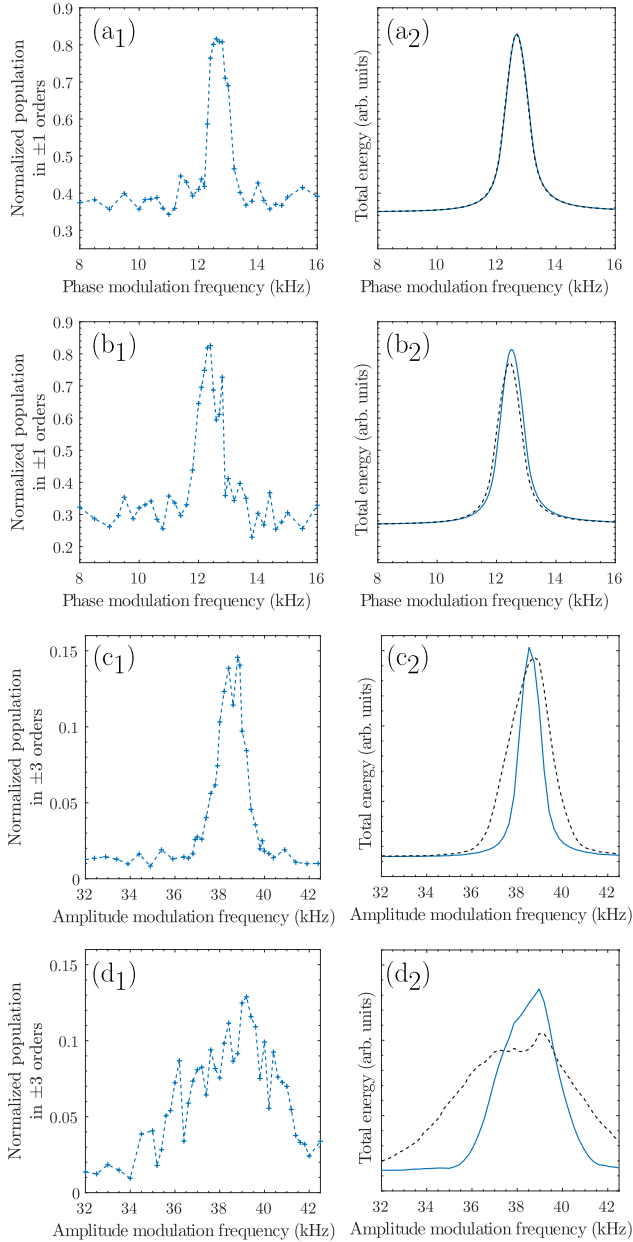 (a1)
0.9
0.8
0.7
0.6
0.5
0.4
0.3
Normalized population
in ±1 orders
8 10 12 14 16
Phase modulation frequency (kHz)
(a2)
Total energy (arb. units)
8 10 12 14 16
Phase modulation frequency (kHz)
(b1)
0.9
0.8
0.7
0.6
0.5
0.4
0.3
0.2
Normalized population
in ±1 orders
8 10 12 14 16
Phase modulation frequency (kHz)
(b2)
Total energy (arb. units)
8 10 12 14 16
Phase modulation frequency (kHz)
(c1)
0.15
0.1
0.05
0
Normalized population
in ±3 orders
32 34 36 38 40 42
Amplitude modulation frequency (kHz)
(c2)
Total energy (arb. units)
32 34 36 38 40 42
Amplitude modulation frequency (kHz)
(d1)
0.15
0.1
0.05
0
Normalized population
in ±3 orders
32 34 36 38 40 42
Amplitude modulation frequency (kHz)
(d2)
Total energy (arb. units)
32 34 36 38 40 42
Amplitude modulation frequency (kHz)